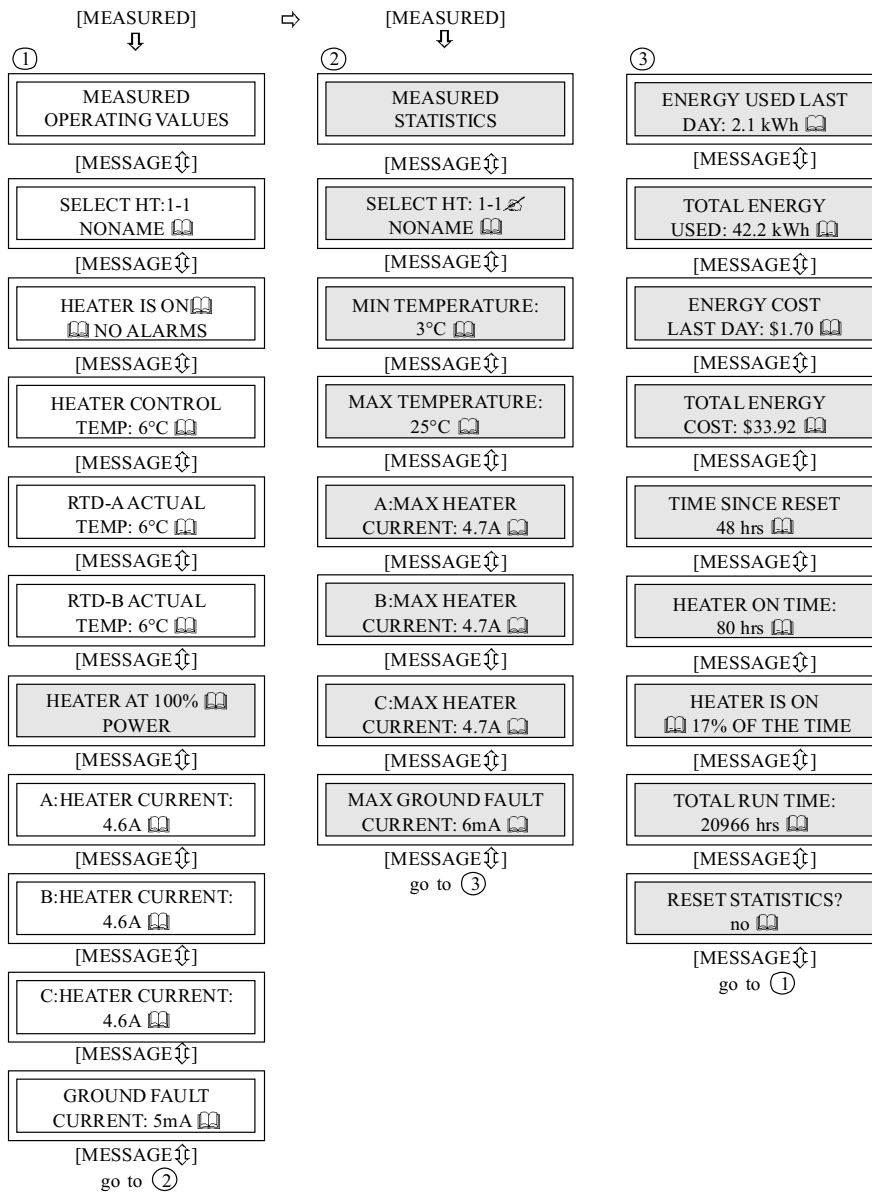 [MEASURED]
①
MEASURED
OPERATING VALUES
[MESSAGE⇳]
SELECT HT:1-1
NONAME
[MESSAGE⇳]
HEATER IS ON
NO ALARMS
[MESSAGE⇳]
HEATER CONTROL
TEMP: 6°C
[MESSAGE⇳]
RTD-A ACTUAL
TEMP: 6°C
[MESSAGE⇳]
RTD-B ACTUAL
TEMP: 6°C
[MESSAGE⇳]
HEATER AT 100%
POWER
[MESSAGE⇳]
A:HEATER CURRENT:
4.6A
[MESSAGE⇳]
B:HEATER CURRENT:
4.6A
[MESSAGE⇳]
C:HEATER CURRENT:
4.6A
[MESSAGE⇳]
GROUND FAULT
CURRENT: 5mA
[MESSAGE⇳]
go to ②
[MEASURED]
②
MEASURED
STATISTICS
[MESSAGE⇳]
SELECT HT: 1-1
NONAME
[MESSAGE⇳]
MIN TEMPERATURE:
3°C
[MESSAGE⇳]
MAX TEMPERATURE:
25°C
[MESSAGE⇳]
A:MAX HEATER
CURRENT: 4.7A
[MESSAGE⇳]
B:MAX HEATER
CURRENT: 4.7A
[MESSAGE⇳]
C:MAX HEATER
CURRENT: 4.7A
[MESSAGE⇳]
MAX GROUND FAULT
CURRENT: 6mA
[MESSAGE⇳]
go to ③
③
ENERGY USED LAST
DAY: 2.1 kWh
[MESSAGE⇳]
TOTAL ENERGY
USED: 42.2 kWh
[MESSAGE⇳]
ENERGY COST
LAST DAY: $1.70
[MESSAGE⇳]
TOTAL ENERGY
COST: $33.92
[MESSAGE⇳]
TIME SINCE RESET
48 hrs
[MESSAGE⇳]
HEATER ON TIME:
80 hrs
[MESSAGE⇳]
HEATER IS ON
17% OF THE TIME
[MESSAGE⇳]
TOTAL RUN TIME:
20966 hrs
[MESSAGE⇳]
RESET STATISTICS?
no
[MESSAGE⇳]
go to ①